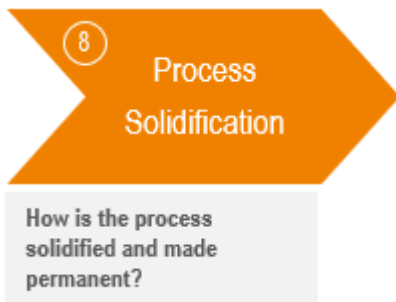 8
Process
Solidification
How is the process
solidified and made
permanent?